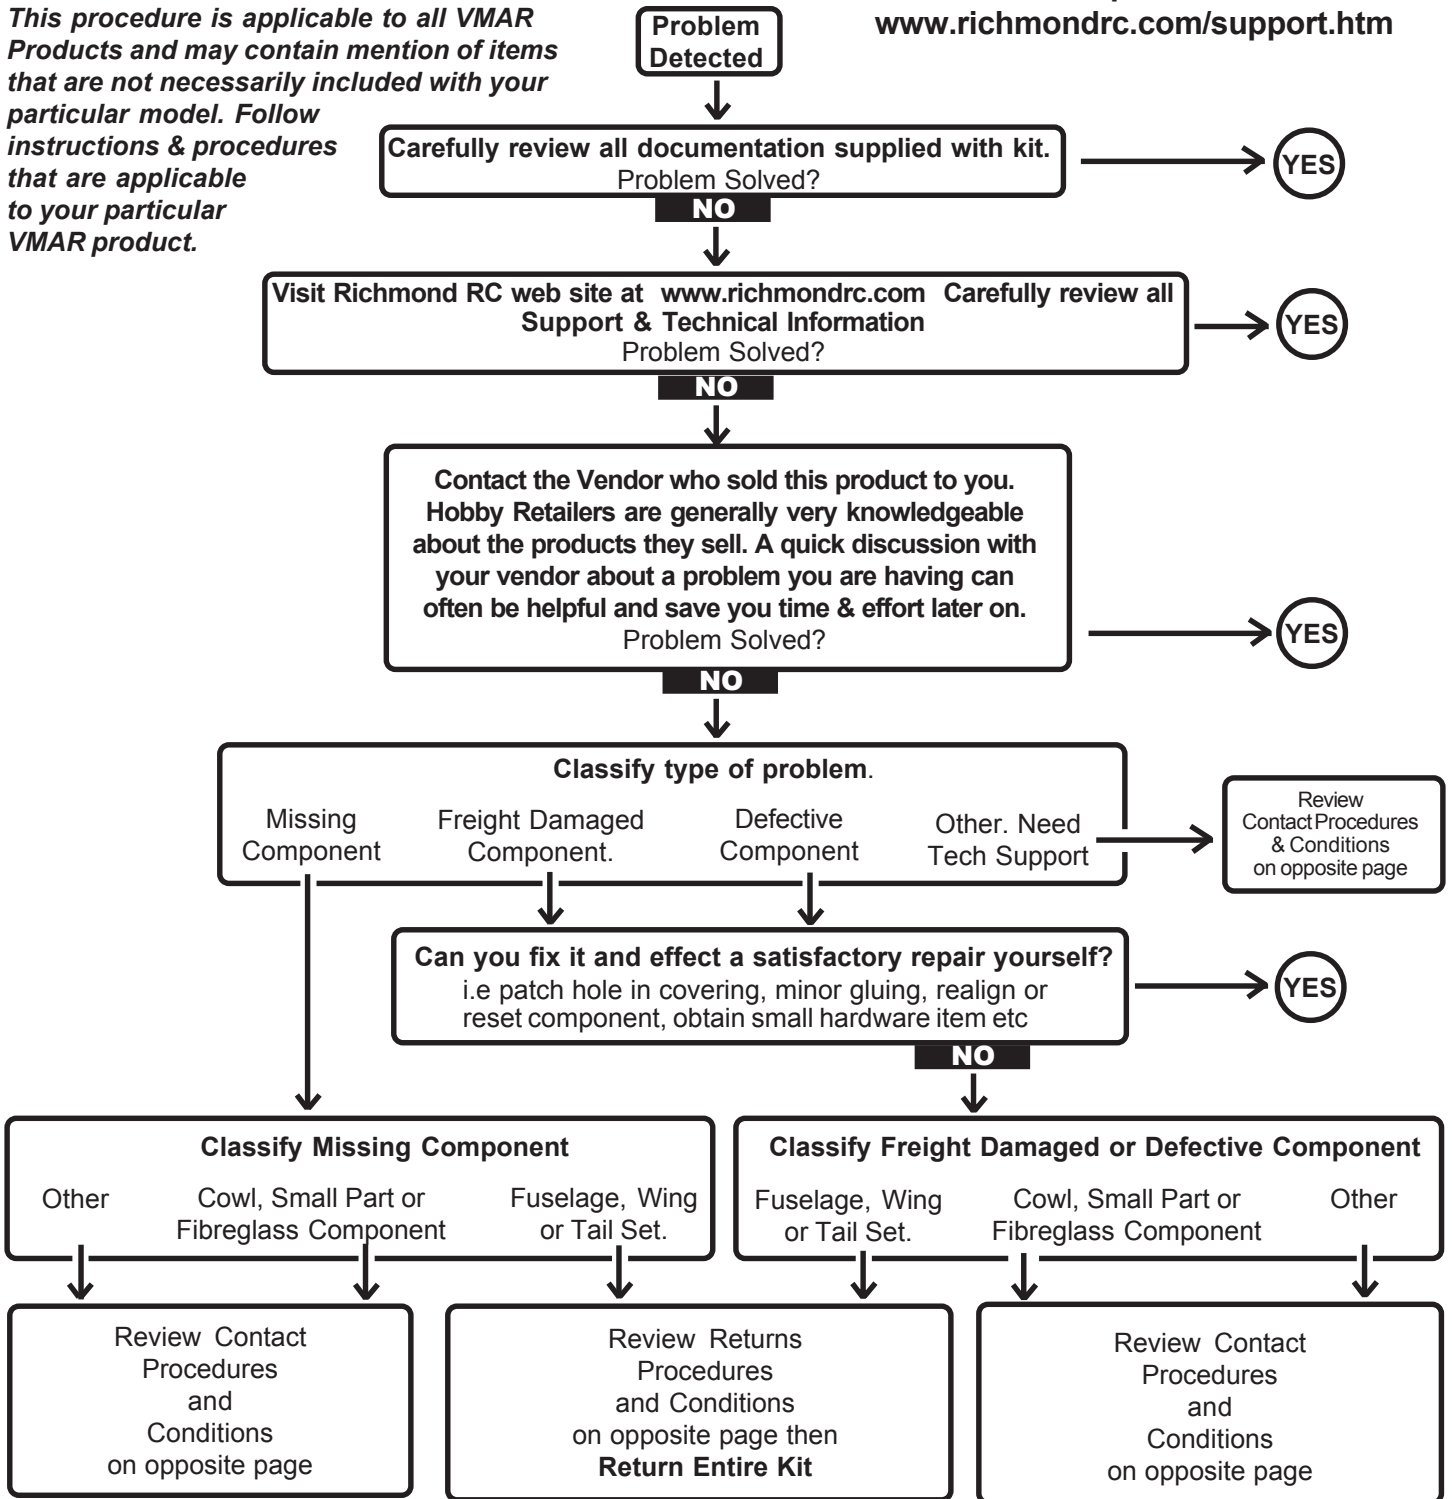 This procedure is applicable to all VMAR
Products and may contain mention of items
that are not necessarily included with your
particular model. Follow
instructions & procedures
that are applicable
to your particular
VMAR product.
www.richmondrc.com/support.htm
Problem
Detected
Carefully review all documentation supplied with kit.
Problem Solved?
YES
NO
Visit Richmond RC web site at www.richmondrc.com Carefully review all
Support & Technical Information
Problem Solved?
YES
NO
Contact the Vendor who sold this product to you.
Hobby Retailers are generally very knowledgeable
about the products they sell. A quick discussion with
your vendor about a problem you are having can
often be helpful and save you time & effort later on.
Problem Solved?
YES
NO
Classify type of problem.
Missing
Component
Freight Damaged
Component.
Defective
Component
Other. Need
Tech Support
Review
Contact Procedures
& Conditions
on opposite page
Can you fix it and effect a satisfactory repair yourself?
i.e patch hole in covering, minor gluing, realign or
reset component, obtain small hardware item etc
YES
NO
Classify Missing Component
Other
Cowl, Small Part or
Fibreglass Component
Fuselage, Wing
or Tail Set.
Classify Freight Damaged or Defective Component
Fuselage, Wing
or Tail Set.
Cowl, Small Part or
Fibreglass Component
Other
Review Contact
Procedures
and
Conditions
on opposite page
Review Returns
Procedures
and Conditions
on opposite page then
Return Entire Kit
Review Contact
Procedures
and
Conditions
on opposite page